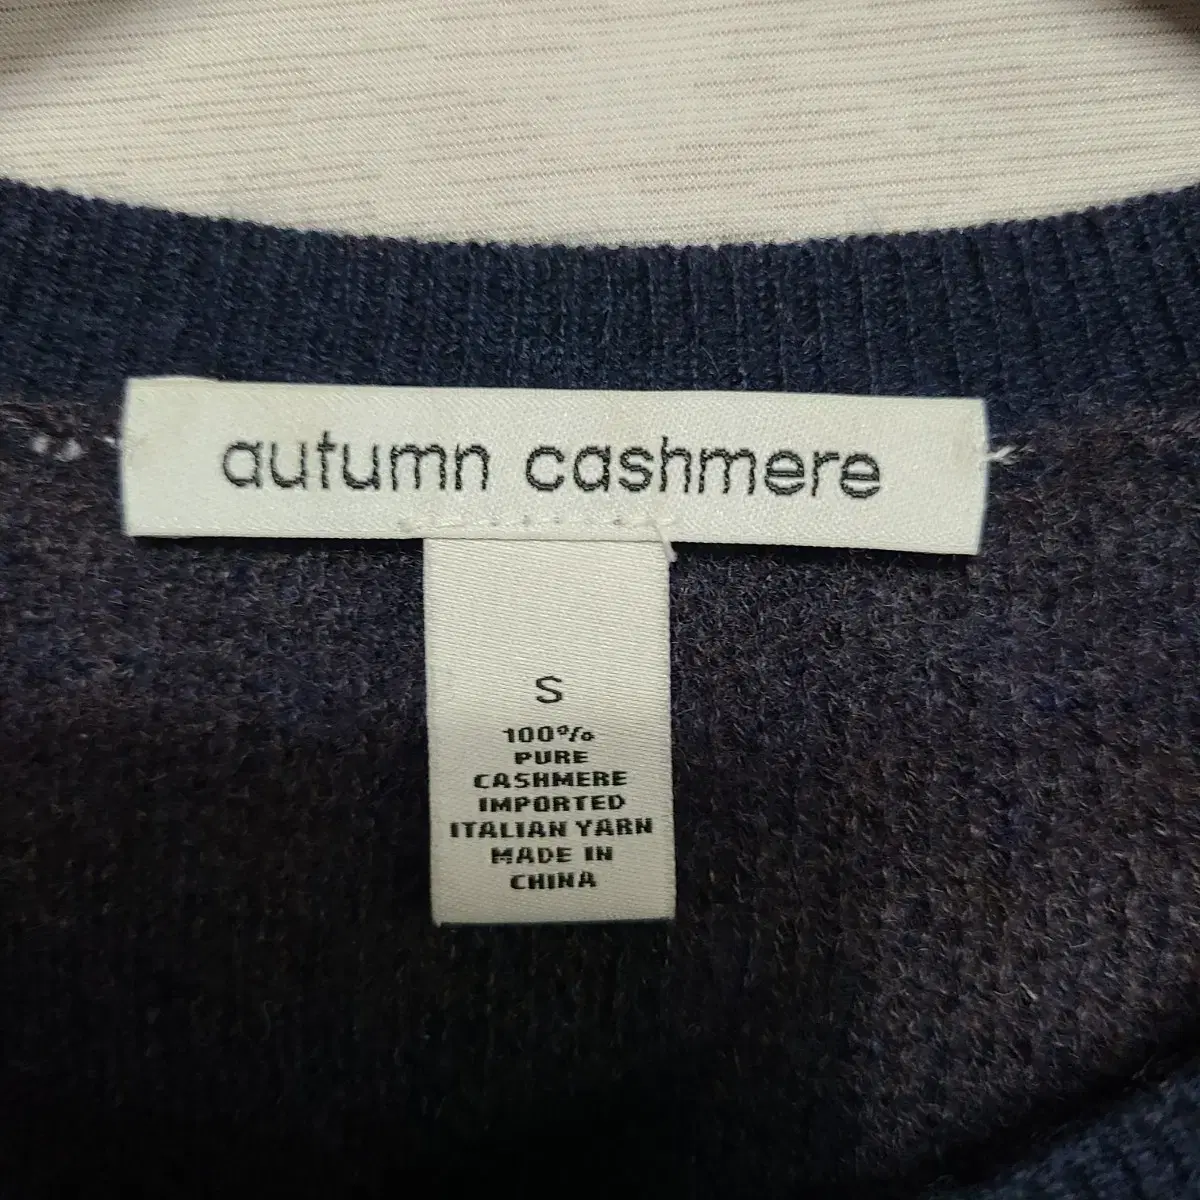 autumn cashmere
S
100%
PURE
CASHMERE
IMPORTED
ITALIAN YARN
MADE IN
CHINA